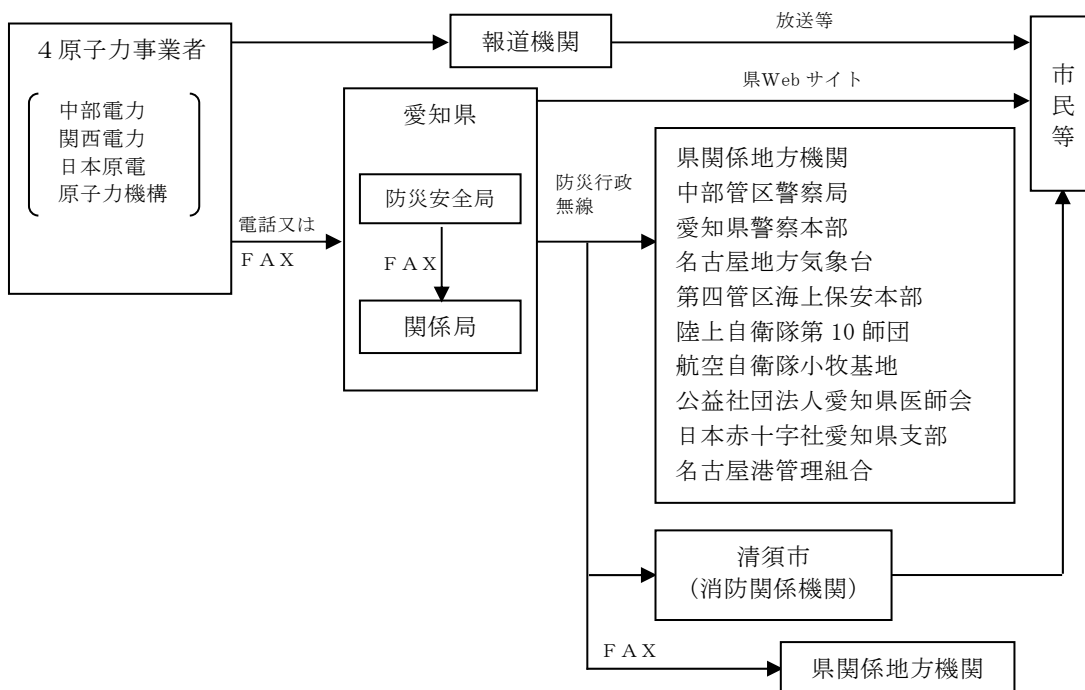 ４原子力事業者
中部電力
関西電力
日本原電
原子力機構
報道機関
放送等
市民等
県Webサイト
愛知県
防災安全局
ＦＡＸ
関係局
電話又は
ＦＡＸ
防災行政
無線
県関係地方機関
中部管区警察局
愛知県警察本部
名古屋地方気象台
第四管区海上保安本部
陸上自衛隊第 10 師団
航空自衛隊小牧基地
公益社団法人愛知県医師会
日本赤十字社愛知県支部
名古屋港管理組合
清須市
（消防関係機関）
ＦＡＸ
県関係地方機関